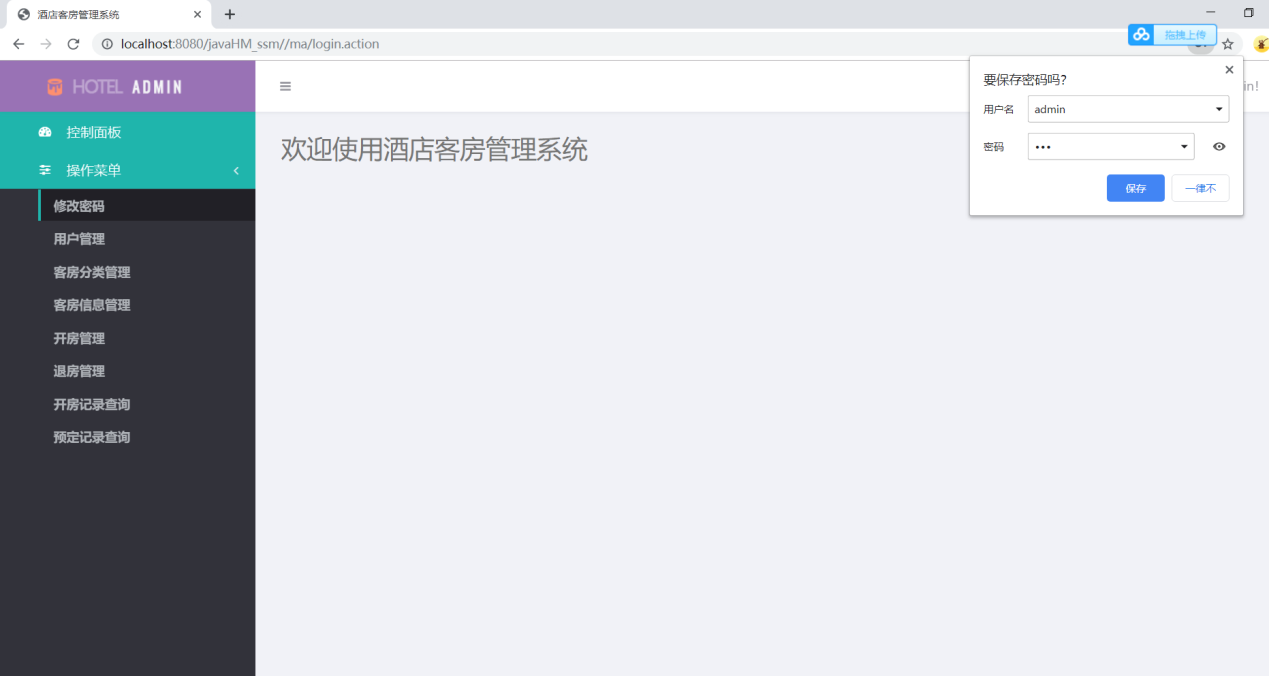 酒店客房管理系统
localhost:8080/javaHM_ssm//ma/login.action
拖拽上传
HOTEL ADMIN
in!
要保存密码吗?
用户名 admin
密码 •••
保存 一律不
控制面板
操作菜单
修改密码
用户管理
客房分类管理
客房信息管理
开房管理
退房管理
开房记录查询
预定记录查询
欢迎使用酒店客房管理系统